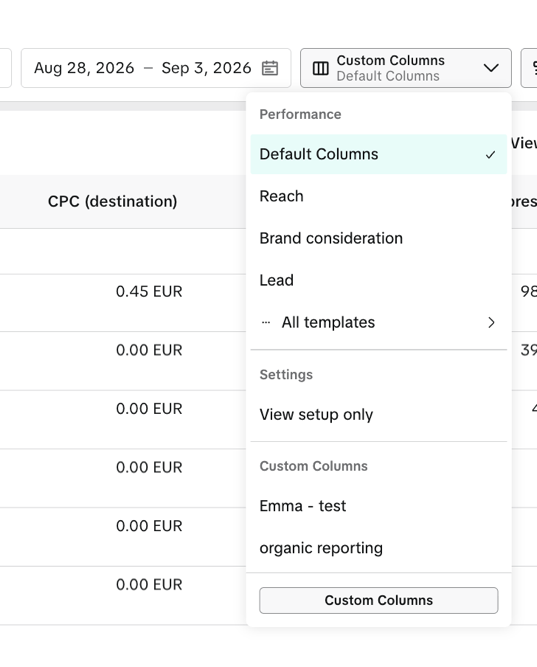 Aug 28, 2026 – Sep 3, 2026
Custom Columns
Default Columns
Performance
Default Columns
Reach
Brand consideration
Lead
··· All templates
Settings
View setup only
Custom Columns
Emma - test
organic reporting
Custom Columns
CPC (destination)
0.45 EUR
0.00 EUR
0.00 EUR
0.00 EUR
0.00 EUR
0.00 EUR